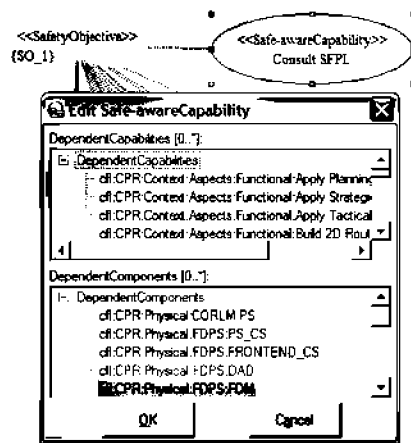 <<SafetyObjective>>
{SO_1}
<<Safe-awareCapability>>
Consult SFPL
Edit Safe-awareCapability
DependentCapabilities [0..*]:
DependentCapabilities
cfl:CPR:Context Aspects:Functional:Apply Planning
cfl:CPR:Context Aspects:Functional:Apply Strateg
cfl:CPR:Context Aspects:Functional:Apply Tactical
cfl:CPR:Context Aspects:Functional:Build 2D Rout
DependentComponents [0..*]:
DependentComponents
cfl:CPR:Physical:CORLM.PS
cfl:CPR:Physical:FDPS:PS_CS
cfl:CPR:Physical:FDPS:FRONTEND_CS
cfl:CPR:Physical:FDPS:DAD
cfl:CPR:Physical:FDPS:FDM
OK Cancel